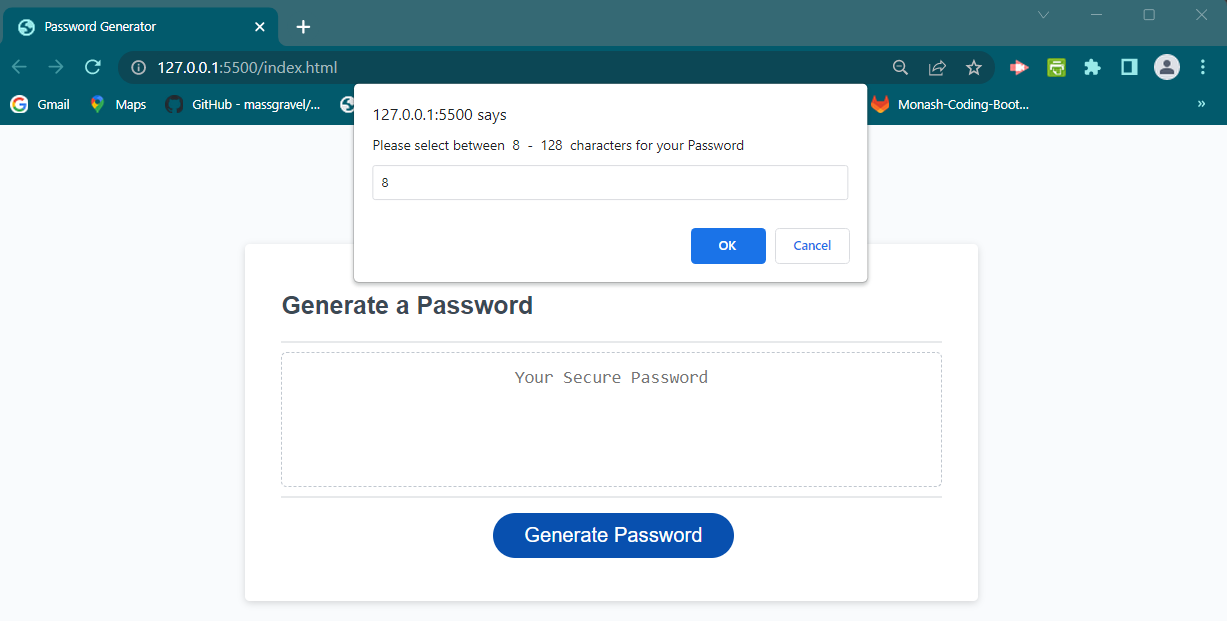 Password Generator
127.0.0.1:5500/index.html
Gmail
Maps
GitHub - massgravel/...
Monash-Coding-Boot...
»
127.0.0.1:5500 says
Please select between 8 - 128 characters for your Password
8
OK
Cancel
Generate a Password
Your Secure Password
Generate Password